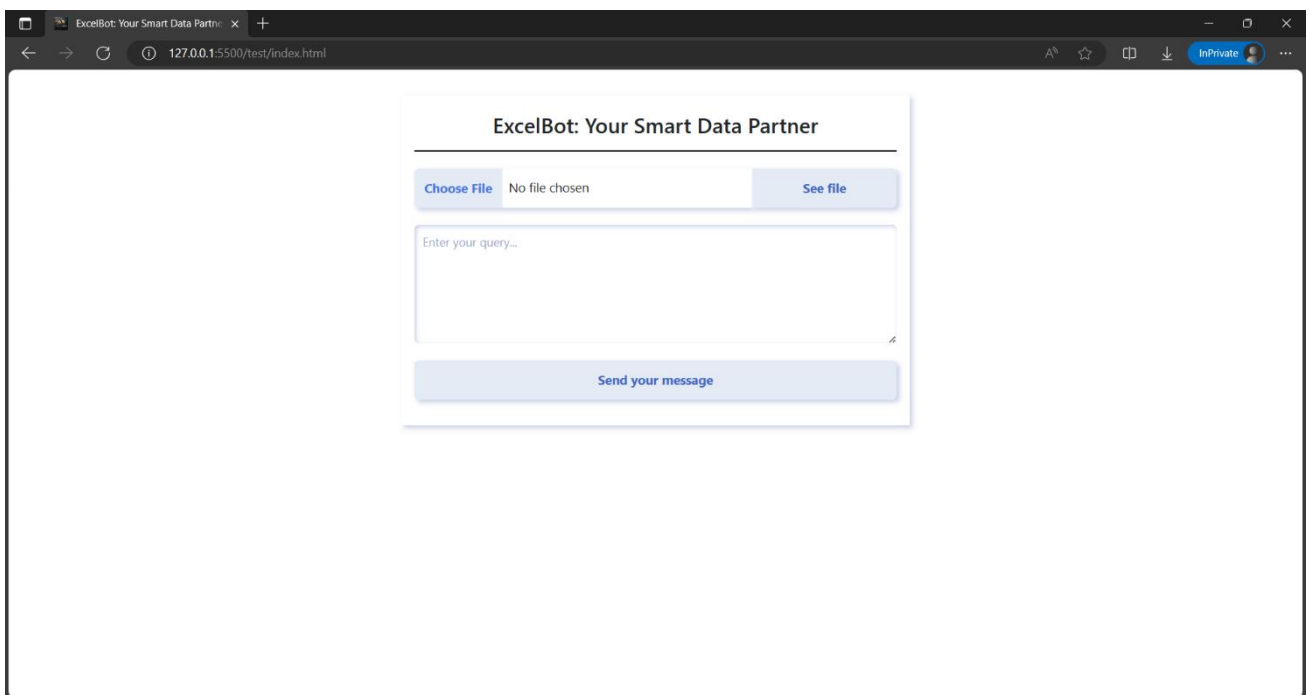 ExcelBot: Your Smart Data Partne
127.0.0.1:5500/test/index.html
InPrivate
ExcelBot: Your Smart Data Partner
Choose File No file chosen See file
Enter your query...
Send your message